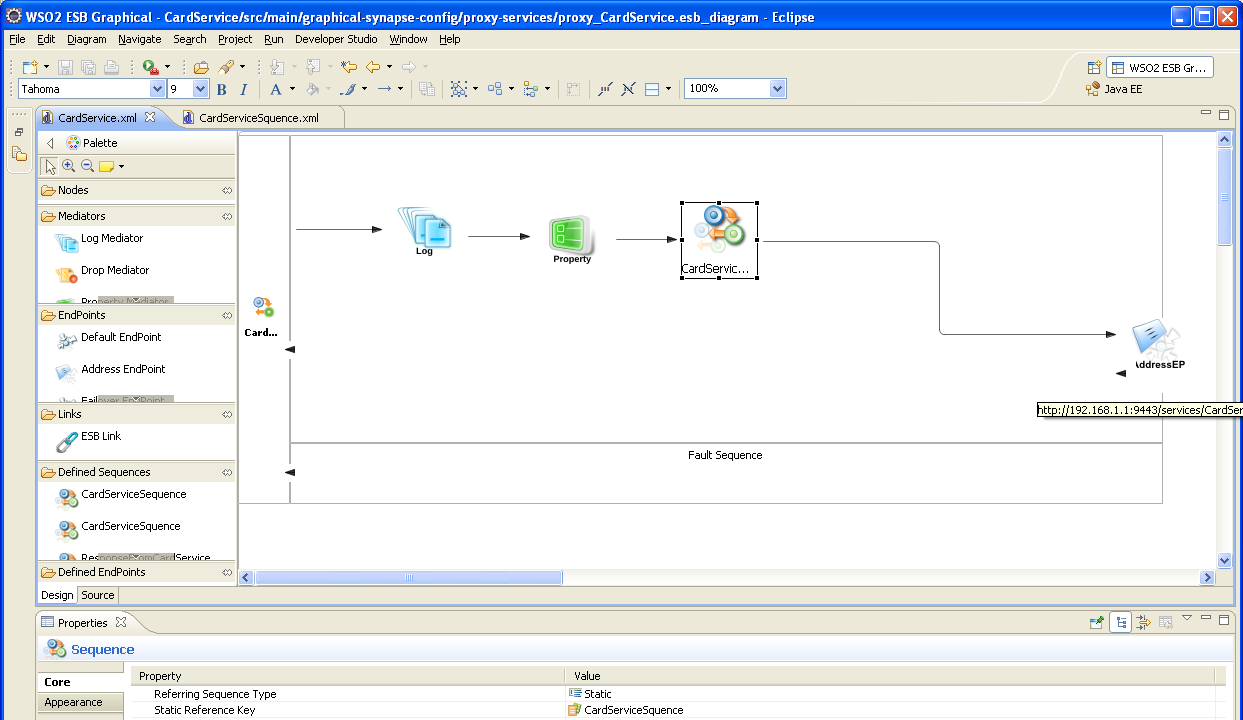 WSO2 ESB Graphical - CardService/src/main/graphical-synapse-config/proxy-services/proxy_CardService.esb_diagram - Eclipse
File Edit Diagram Navigate Search Project Run Developer Studio Window Help
WSO2 ESB Gr...
Tahoma 9 B I A 100%
Java EE
CardService.xml CardServiceSquence.xml
Palette
Nodes
Mediators
Log Mediator
Drop Mediator
Property Mediator
EndPoints
Default EndPoint
Address EndPoint
Failover EndPoint
Links
ESB Link
Defined Sequences
CardServiceSequence
CardServiceSquence
ResponseFromCardService
Defined EndPoints
Design Source
Card...
Log
Property
CardServic...
AddressEP
http://192.168.1.1:9443/services/CardSer
Fault Sequence
Properties
Sequence
Core
Appearance
Property Value
Referring Sequence Type Static
Static Reference Key CardServiceSquence